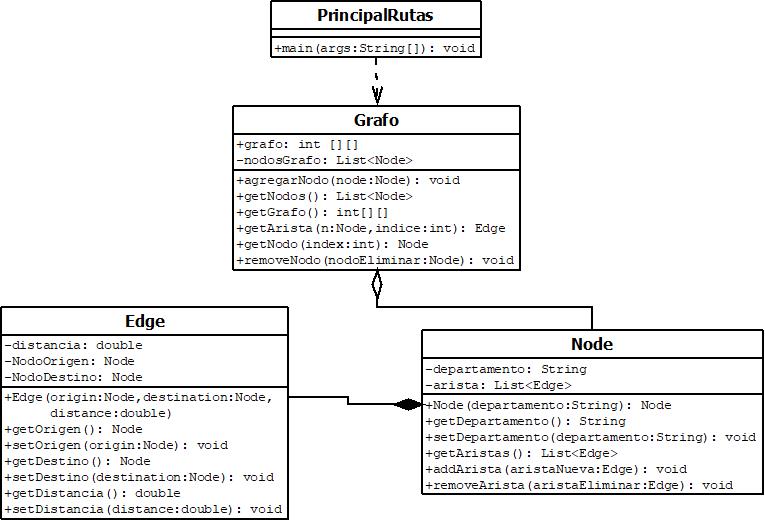 PrincipalRutas
+main(args:String[]): void
Grafo
+grafo: int [][]
-nodosGrafo: List<Node>
+agregarNodo(node:Node): void
+getNodos(): List<Node>
+getGrafo(): int[][]
+getArista(n:Node,indice:int): Edge
+getNodo(index:int): Node
+removeNodo(nodoEliminar:Node): void
Edge
-distancia: double
-NodoOrigen: Node
-NodoDestino: Node
+Edge(origin:Node,destination:Node,
distance:double)
+getOrigen(): Node
+setOrigen(origin:Node): void
+getDestino(): Node
+setDestino(destination:Node): void
+getDistancia(): double
+setDistancia(distance:double): void
Node
-departamento: String
-arista: List<Edge>
+Node(departamento:String): Node
+getDepartamento(): String
+setDepartamento(departamento:String): void
+getAristas(): List<Edge>
+addArista(aristaNueva:Edge): void
+removeArista(aristaEliminar:Edge): void